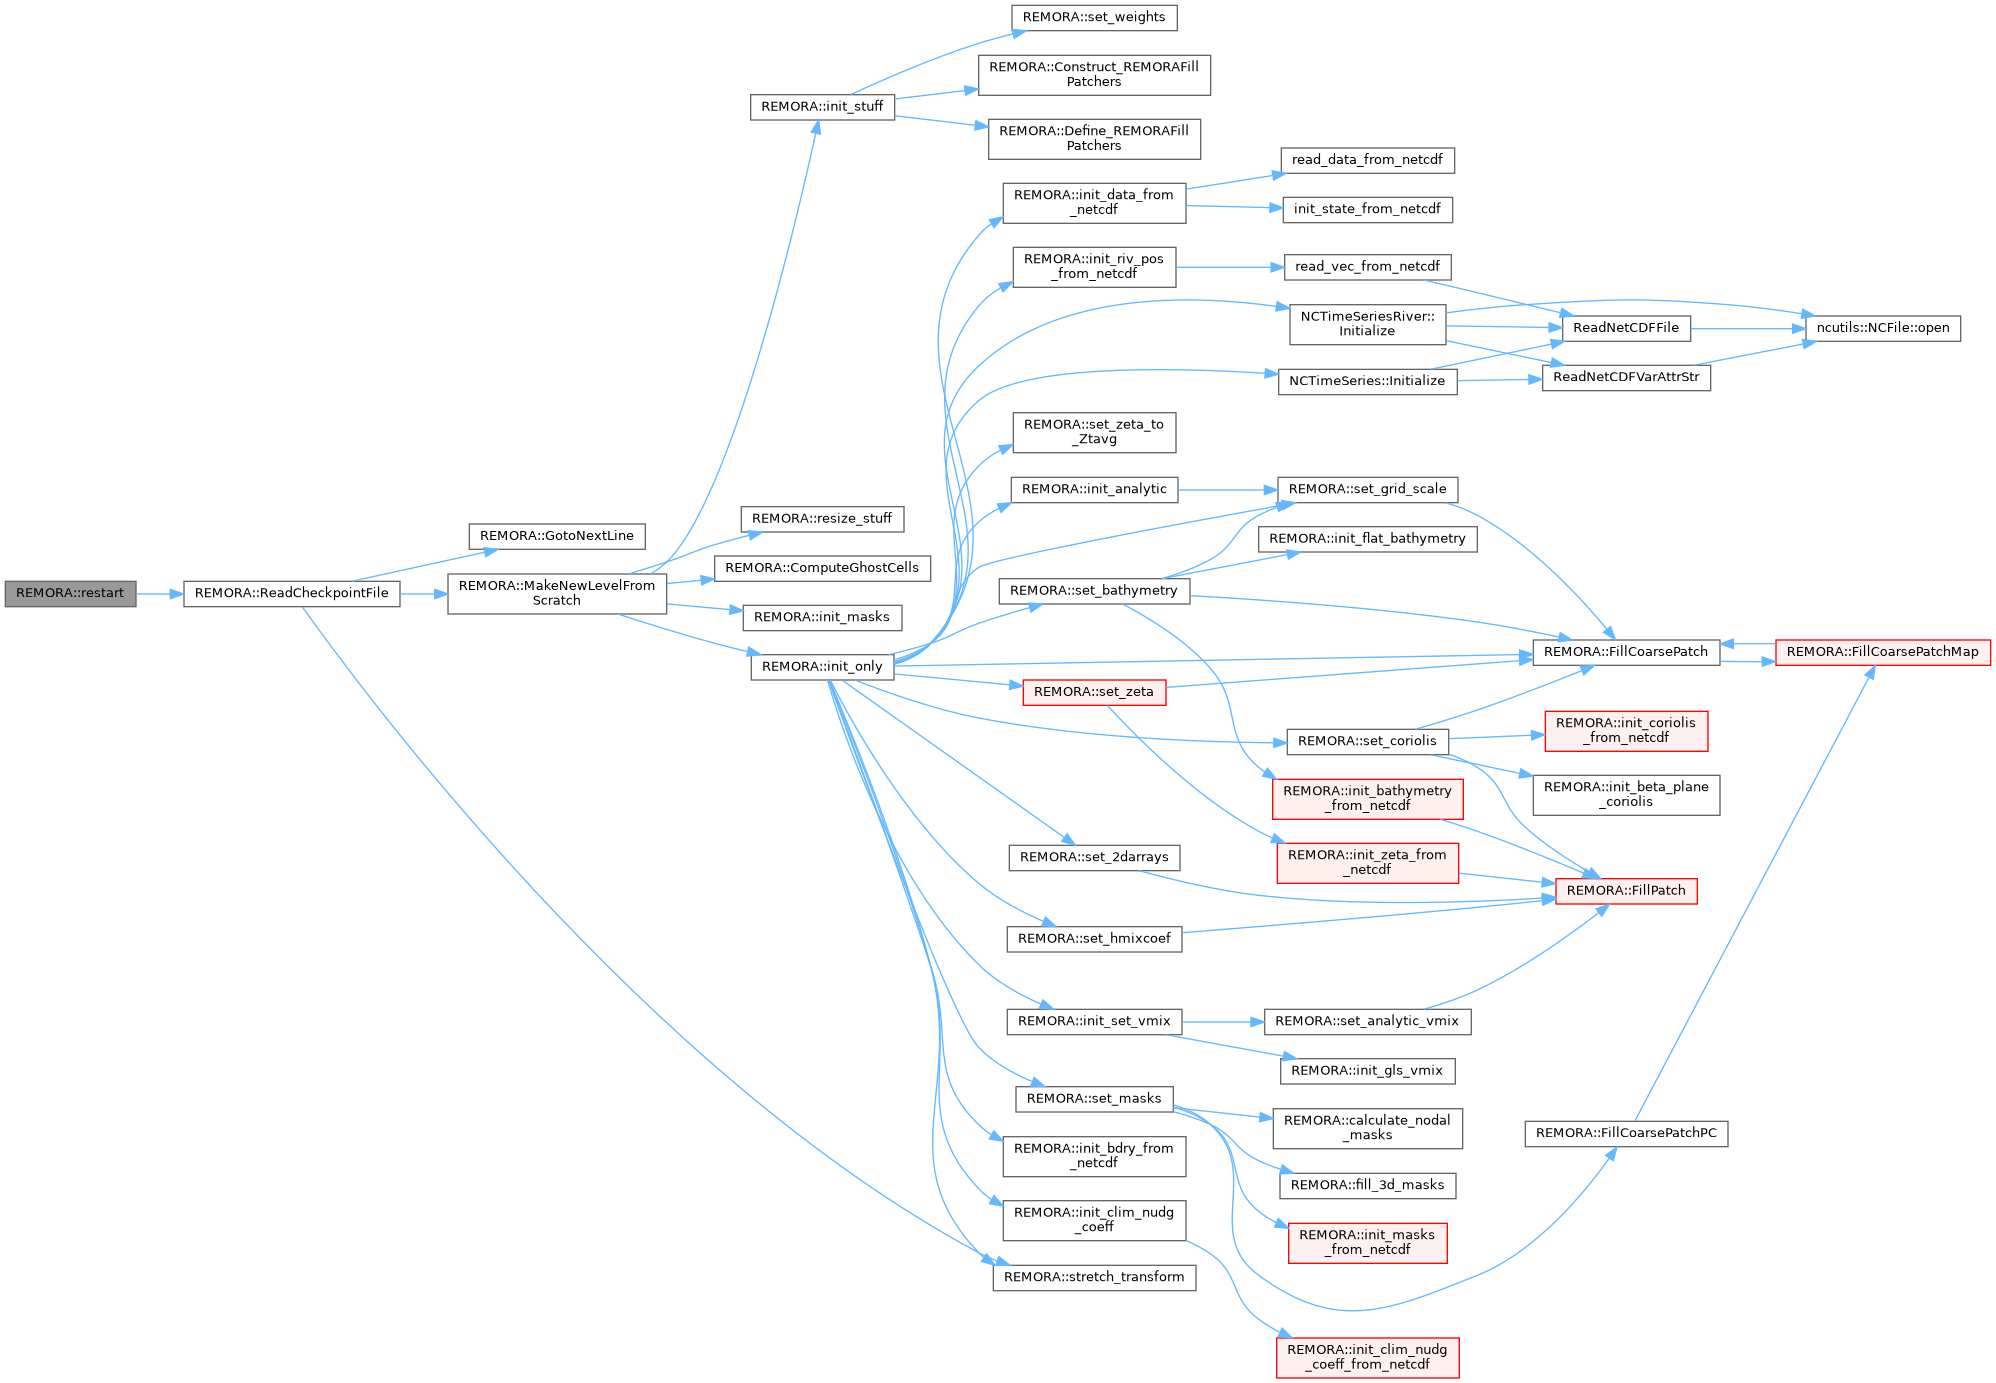 REMORA::set_weights
REMORA::Construct_REMORAFill
Patchers
REMORA::init_stuff
REMORA::Define_REMORAFill
Patchers
read_data_from_netcdf
REMORA::init_data_from
_netcdf
init_state_from_netcdf
REMORA::init_riv_pos
_from_netcdf
read_vec_from_netcdf
NCTimeSeriesRiver::
Initialize
ReadNetCDFFile
ncutils::NCFile::open
NCTimeSeries::Initialize
ReadNetCDFVarAttrStr
REMORA::set_zeta_to
_Ztavg
REMORA::init_analytic
REMORA::set_grid_scale
REMORA::resize_stuff
REMORA::GotoNextLine
REMORA::init_flat_bathymetry
REMORA::ComputeGhostCells
REMORA::restart
REMORA::ReadCheckpointFile
REMORA::MakeNewLevelFrom
Scratch
REMORA::set_bathymetry
REMORA::init_masks
REMORA::init_only
REMORA::FillCoarsePatch
REMORA::FillCoarsePatchMap
REMORA::set_zeta
REMORA::set_coriolis
REMORA::init_coriolis
_from_netcdf
REMORA::init_beta_plane
_coriolis
REMORA::init_bathymetry
_from_netcdf
REMORA::set_2darrays
REMORA::init_zeta_from
_netcdf
REMORA::FillPatch
REMORA::set_hmixcoef
REMORA::init_set_vmix
REMORA::set_analytic_vmix
REMORA::init_gls_vmix
REMORA::set_masks
REMORA::calculate_nodal
_masks
REMORA::FillCoarsePatchPC
REMORA::init_bdry_from
_netcdf
REMORA::fill_3d_masks
REMORA::init_clim_nudg
_coeff
REMORA::init_masks
_from_netcdf
REMORA::stretch_transform
REMORA::init_clim_nudg
_coeff_from_netcdf